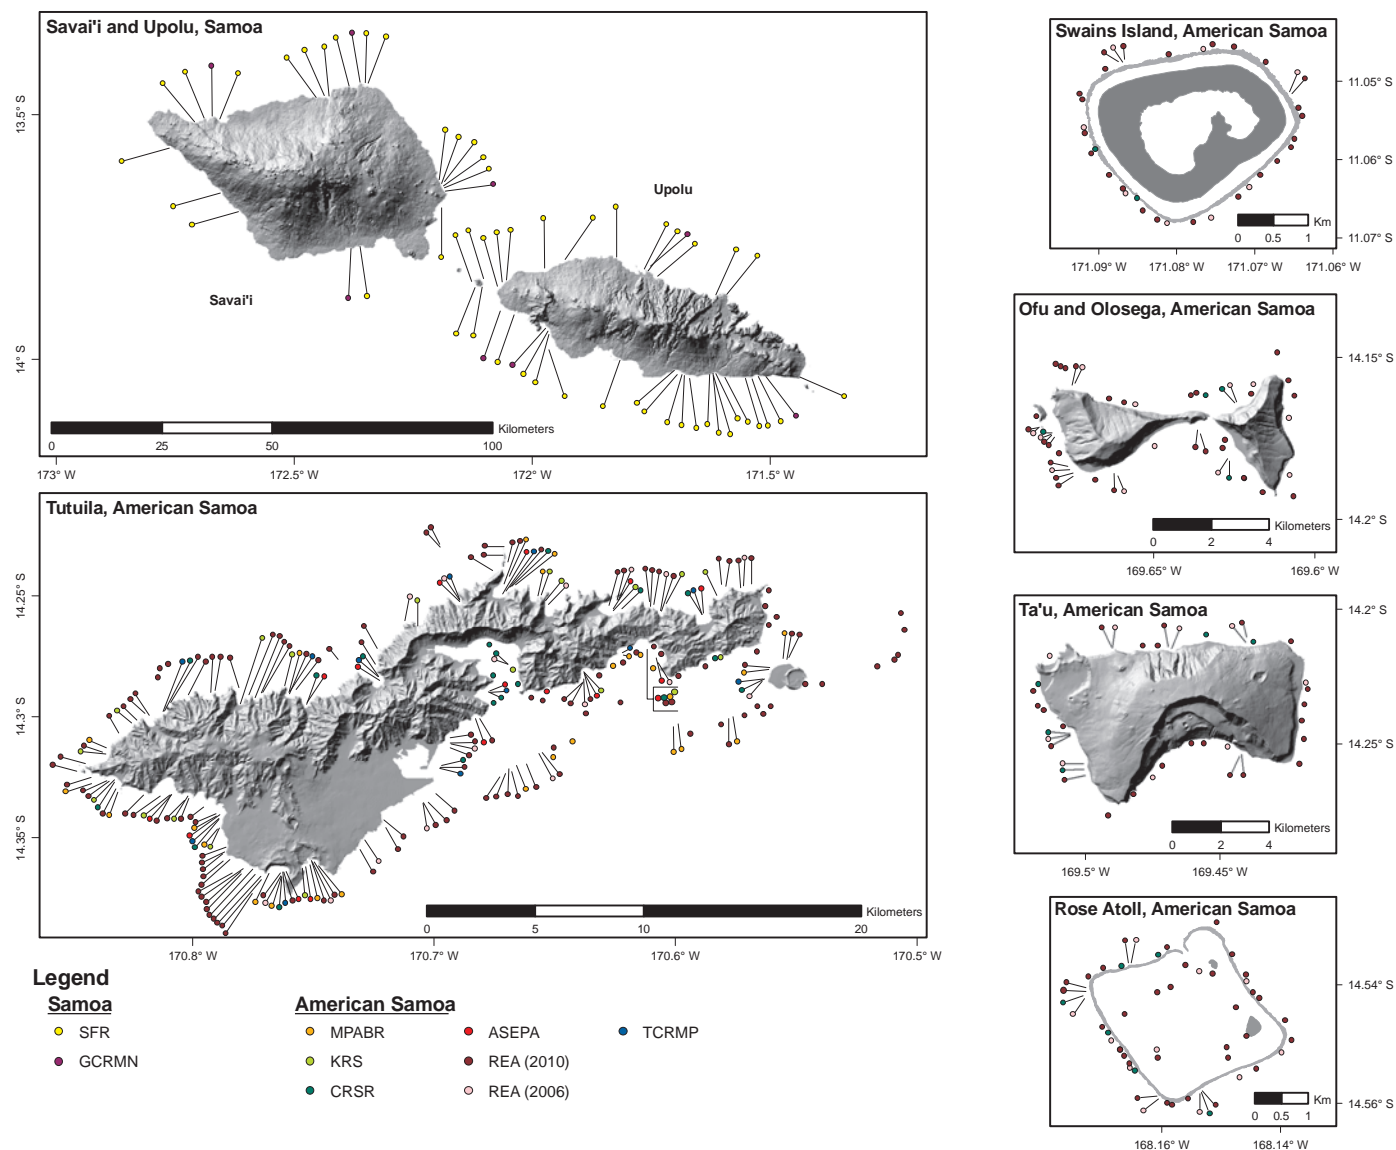 Savai'i and Upolu, Samoa
13.5° S
14° S
Upolu
Savai'i
Kilometers
0 25 50 100
173° W 172.5° W 172° W 171.5° W
Tutuila, American Samoa
14.25° S
14.3° S
14.35° S
Kilometers
0 5 10 20
170.8° W 170.7° W 170.6° W 170.5° W
Legend
Samoa
SFR
GCRMN
American Samoa
MPABR
KRS
CRSR
ASEPA
REA (2010)
REA (2006)
TCRMP
Swains Island, American Samoa
11.05° S
11.06° S
11.07° S
Km
0 0.5 1
171.09° W 171.08° W 171.07° W 171.06° W
Ofu and Olosega, American Samoa
14.15° S
14.2° S
Kilometers
0 2 4
169.65° W 169.6° W
Ta'u, American Samoa
14.2° S
14.25° S
Kilometers
0 2 4
169.5° W 169.45° W
Rose Atoll, American Samoa
14.54° S
14.56° S
Km
0 0.5 1
168.16° W 168.14° W